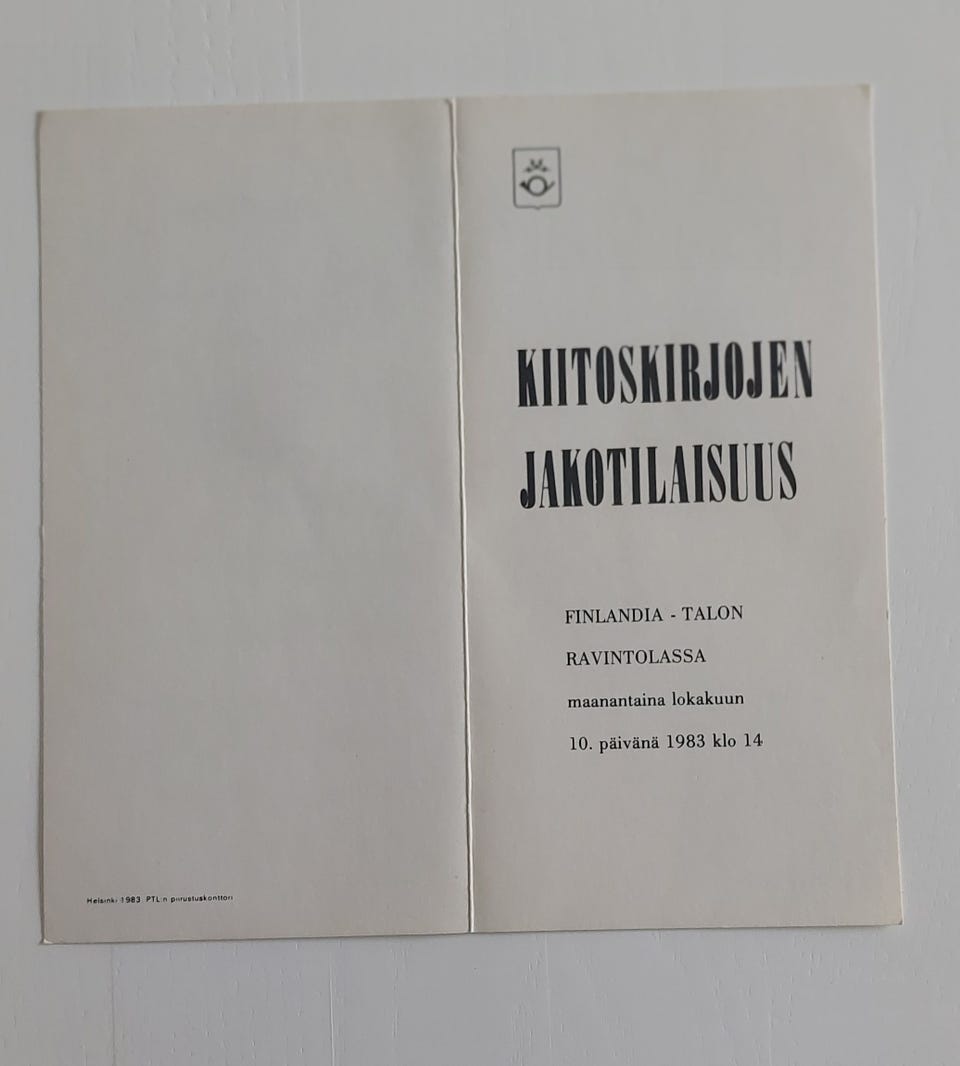 KIITOSKIRJOJEN
JAKOTILAISUUS
FINLANDIA - TALON
RAVINTOLASSA
maanantaina lokakuun
10. päivänä 1983 klo 14
Helsinki 1983 PTL:n piirustuskonttori